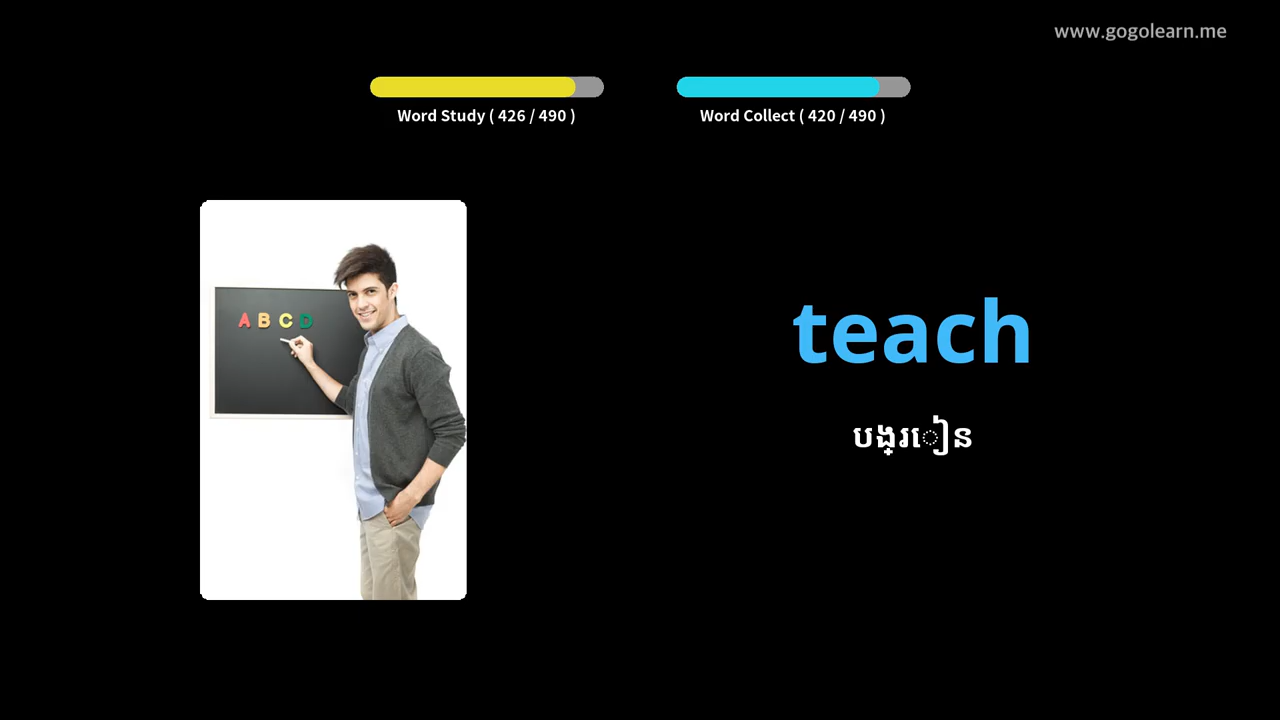 www.gogolearn.me
Word Study ( 426 / 490 )
Word Collect ( 420 / 490 )
A B C D
teach
បង្រៀន